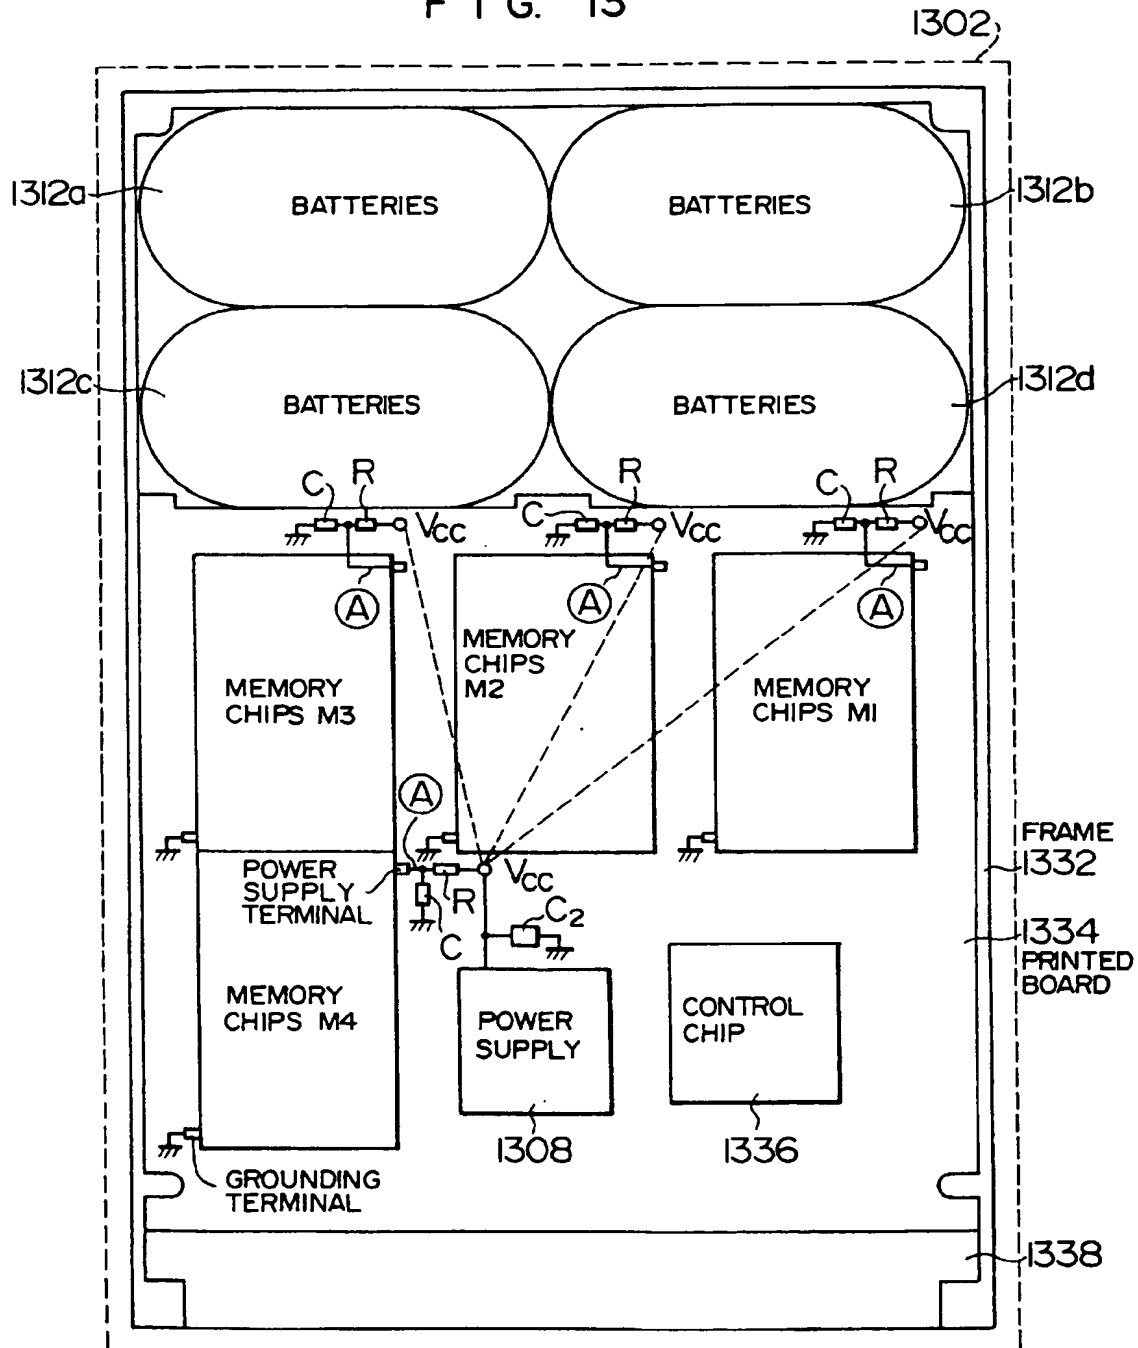 FIG. 13
1302
1312a
BATTERIES
BATTERIES
1312b
1312c
BATTERIES
BATTERIES
1312d
C
R
VCC
C
R
VCC
C
R
VCC
A
A
A
MEMORY
CHIPS M3
MEMORY
CHIPS
M2
MEMORY
CHIPS M1
A
FRAME
1332
POWER
SUPPLY
TERMINAL
R
C
VCC
C2
1334
PRINTED
BOARD
MEMORY
CHIPS M4
POWER
SUPPLY
CONTROL
CHIP
1308
1336
GROUNDING
TERMINAL
1338